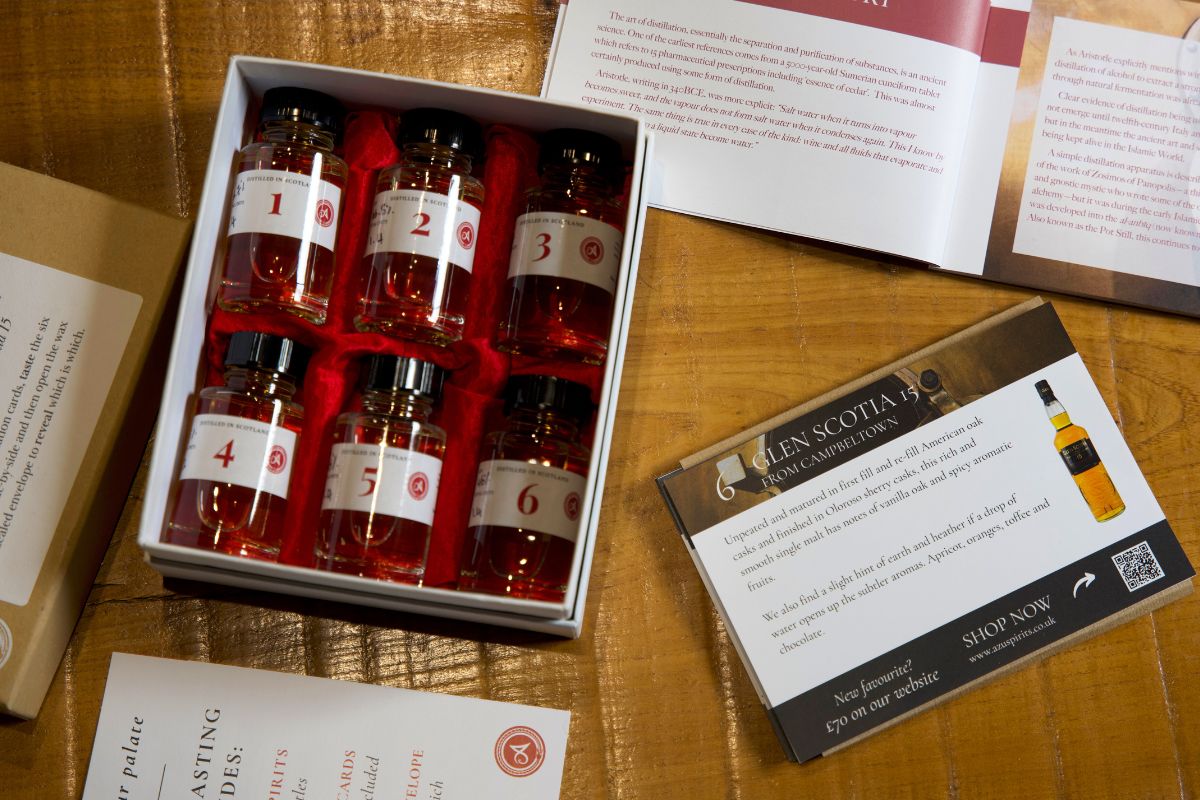 The art of distillation, essentially the separation and purification of substances, is an ancient
science. One of the earliest references comes from a 5000-year-old Sumerian cuneiform tablet
which refers to 15 pharmaceutical prescriptions including 'essence of cedar'. This was almost
certainly produced using some form of distillation.
Aristotle, writing in 340BCE, was more explicit: "Salt water when it turns into vapour
becomes sweet, and the vapour does not form salt water when it condenses again. This I know by
experiment. The same thing is true in every case of the kind: wine and all fluids that evaporate and
a liquid state become water."
As Aristotle explicitly mentions
distillation of alcohol to extract
through natural fermentation was
Clear evidence of distillation being
not emerge until twelfth-century Italy
but in the meantime the ancient art and
being kept alive in the Islamic World.
A simple distillation apparatus is
of the work of Zosimos of Panopolis—a
and gnostic mystic who wrote some of the
alchemy—but it was during the early
was developed into the al-anbiq (now known
Also known as the Pot Still, this continues to
DISTILLED IN SCOTLAND
1
DISTILLED IN SCOTLAND
2
DISTILLED IN SCOTLAND
3
DISTILLED IN SCOTLAND
4
DISTILLED IN SCOTLAND
5
DISTILLED IN SCOTLAND
6
15
cards, taste the six
side-by-side and then open the wax
envelope to reveal which is which.
6 GLEN SCOTIA 15
FROM CAMPBELTOWN
Unpeated and matured in first fill and re-fill American oak
casks and finished in Oloroso sherry casks, this rich and
smooth single malt has notes of vanilla oak and spicy aromatic
fruits.
We also find a slight hint of earth and heather if a drop of
water opens up the subtler aromas. Apricot, oranges, toffee and
chocolate.
New favourite?
£70 on our website
SHOP NOW
www.azuspirits.co.uk
palate
CARDS